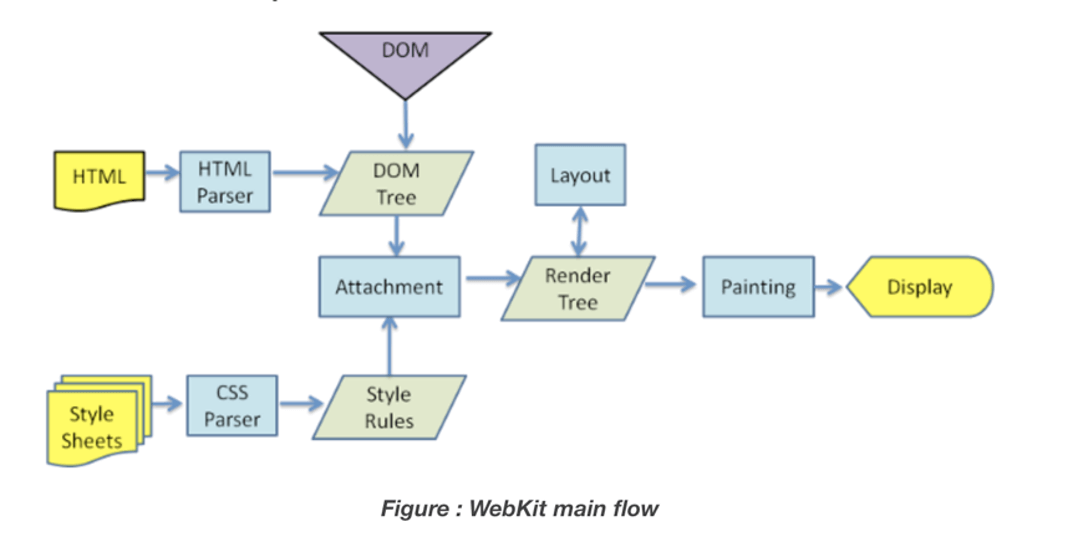 DOM
HTML
HTML
Parser
DOM
Tree
Layout
Attachment
Render
Tree
Painting
Display
Style
Sheets
CSS
Parser
Style
Rules
Figure : WebKit main flow